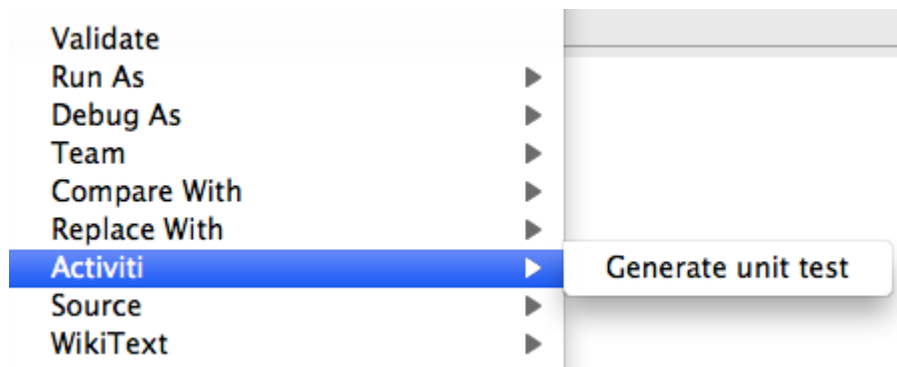 Validate
Run As
Debug As
Team
Compare With
Replace With
Activiti
Generate unit test
Source
WikiText